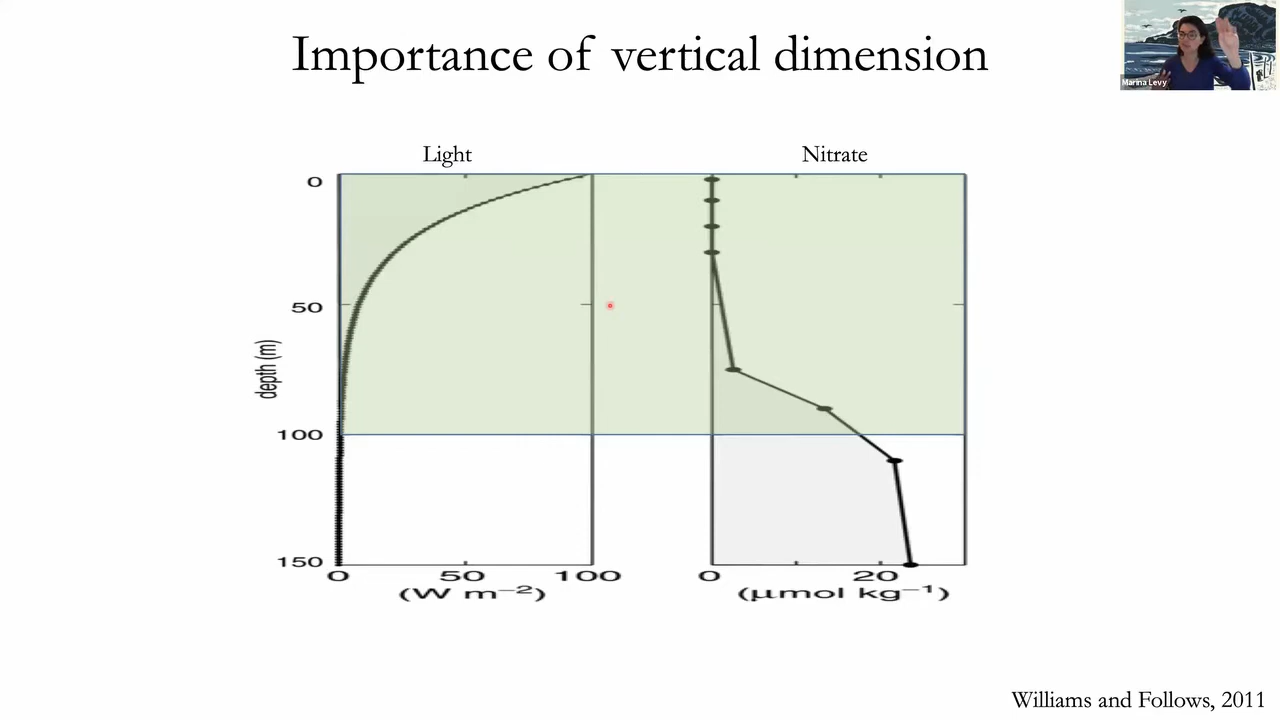 Importance of vertical dimension
Marina Levy
Light
Nitrate
0
50
100
150
depth (m)
0
50
100
(W m⁻²)
0
20
(μmol kg⁻¹)
Williams and Follows, 2011